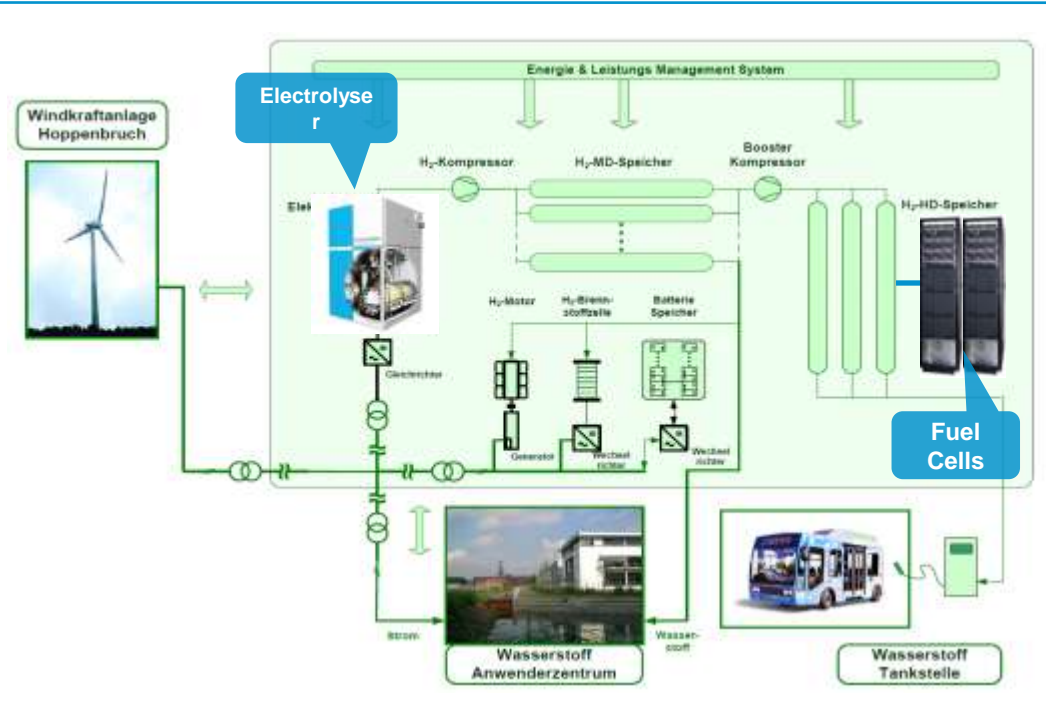 Energie & Leistungs Management System
Electrolyse
r
Windkraftanlage
Hoppenbruch
H₂-Kompressor
H₂-MD-Speicher
Booster
Kompressor
Elek
H₂-HD-Speicher
H₂-Motor
H₂-Brenn-
stoffzelle
Batterie
Speicher
Gleichrichter
Fuel
Cells
Generator
Wechsel
richter
Wechsel
richter
Strom
Wasser-
stoff
Wasserstoff
Anwenderzentrum
Wasserstoff
Tankstelle